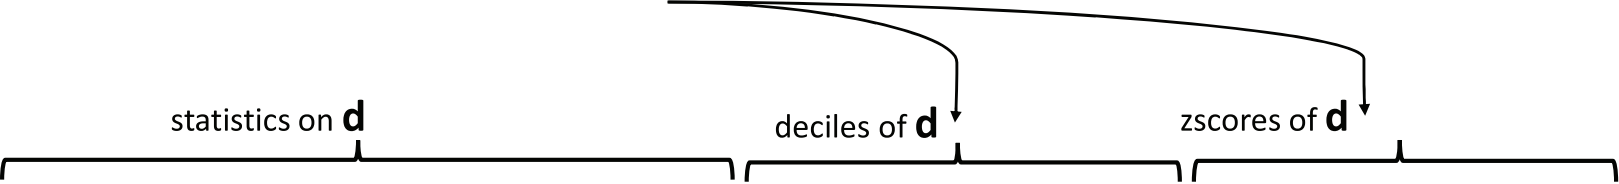 statistics on d
deciles of d
zscores of d